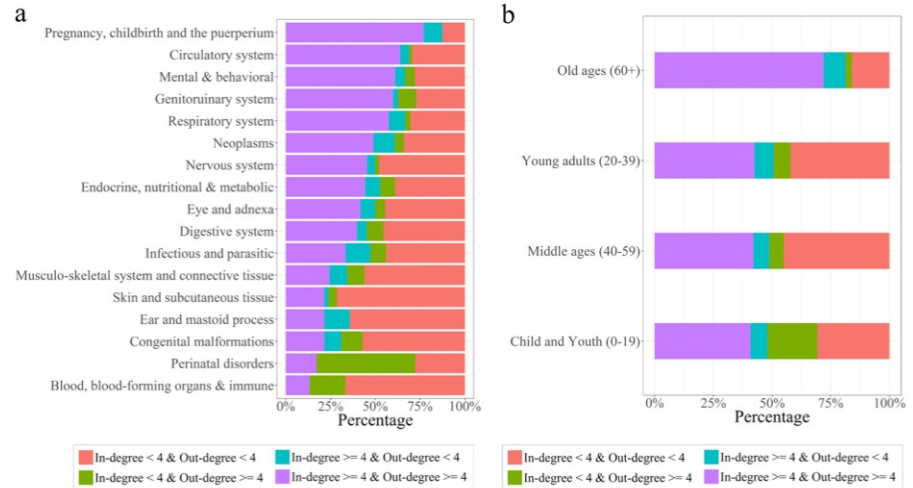 a
Pregnancy, childbirth and the puerperium
Circulatory system
Mental & behavioral
Genitoruinary system
Respiratory system
Neoplasms
Nervous system
Endocrine, nutritional & metabolic
Eye and adnexa
Digestive system
Infectious and parasitic
Musculo-skeletal system and connective tissue
Skin and subcutaneous tissue
Ear and mastoid process
Congenital malformations
Perinatal disorders
Blood, blood-forming organs & immune
0% 25% 50% 75% 100%
Percentage
In-degree < 4 & Out-degree < 4 In-degree >= 4 & Out-degree < 4
In-degree < 4 & Out-degree >= 4 In-degree >= 4 & Out-degree >= 4
b
Old ages (60+)
Young adults (20-39)
Middle ages (40-59)
Child and Youth (0-19)
0% 25% 50% 75% 100%
Percentage
In-degree < 4 & Out-degree < 4 In-degree >= 4 & Out-degree < 4
In-degree < 4 & Out-degree >= 4 In-degree >= 4 & Out-degree >= 4